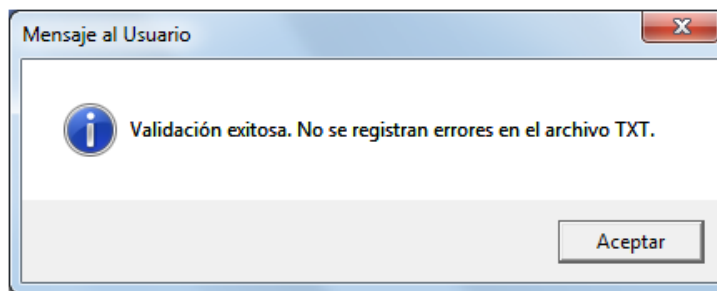 Mensaje al Usuario
Validación exitosa. No se registran errores en el archivo TXT.
Aceptar